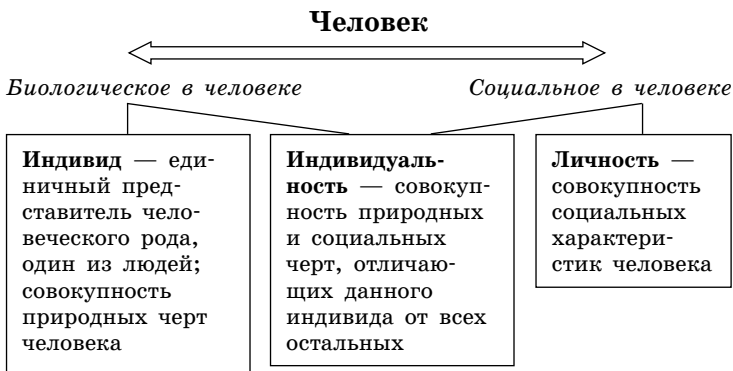 Человек
Биологическое в человеке
Социальное в человеке
Индивид — еди-
ничный пред-
ставитель чело-
веческого рода,
один из людей;
совокупность
природных черт
человека
Индивидуаль-
ность — совокуп-
ность природных
и социальных
черт, отличаю-
щих данного
индивида от всех
остальных
Личность —
совокупность
социальных
характери-
стик человека